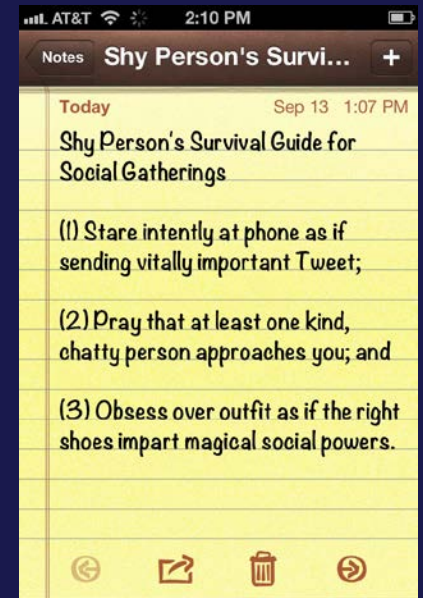 AT&T 2:10 PM
Notes Shy Person's Survi... +
Today Sep 13 1:07 PM
Shy Person's Survival Guide for
Social Gatherings
(1) Stare intently at phone as if
sending vitally important Tweet;
(2) Pray that at least one kind,
chatty person approaches you; and
(3) Obsess over outfit as if the right
shoes impart magical social powers.